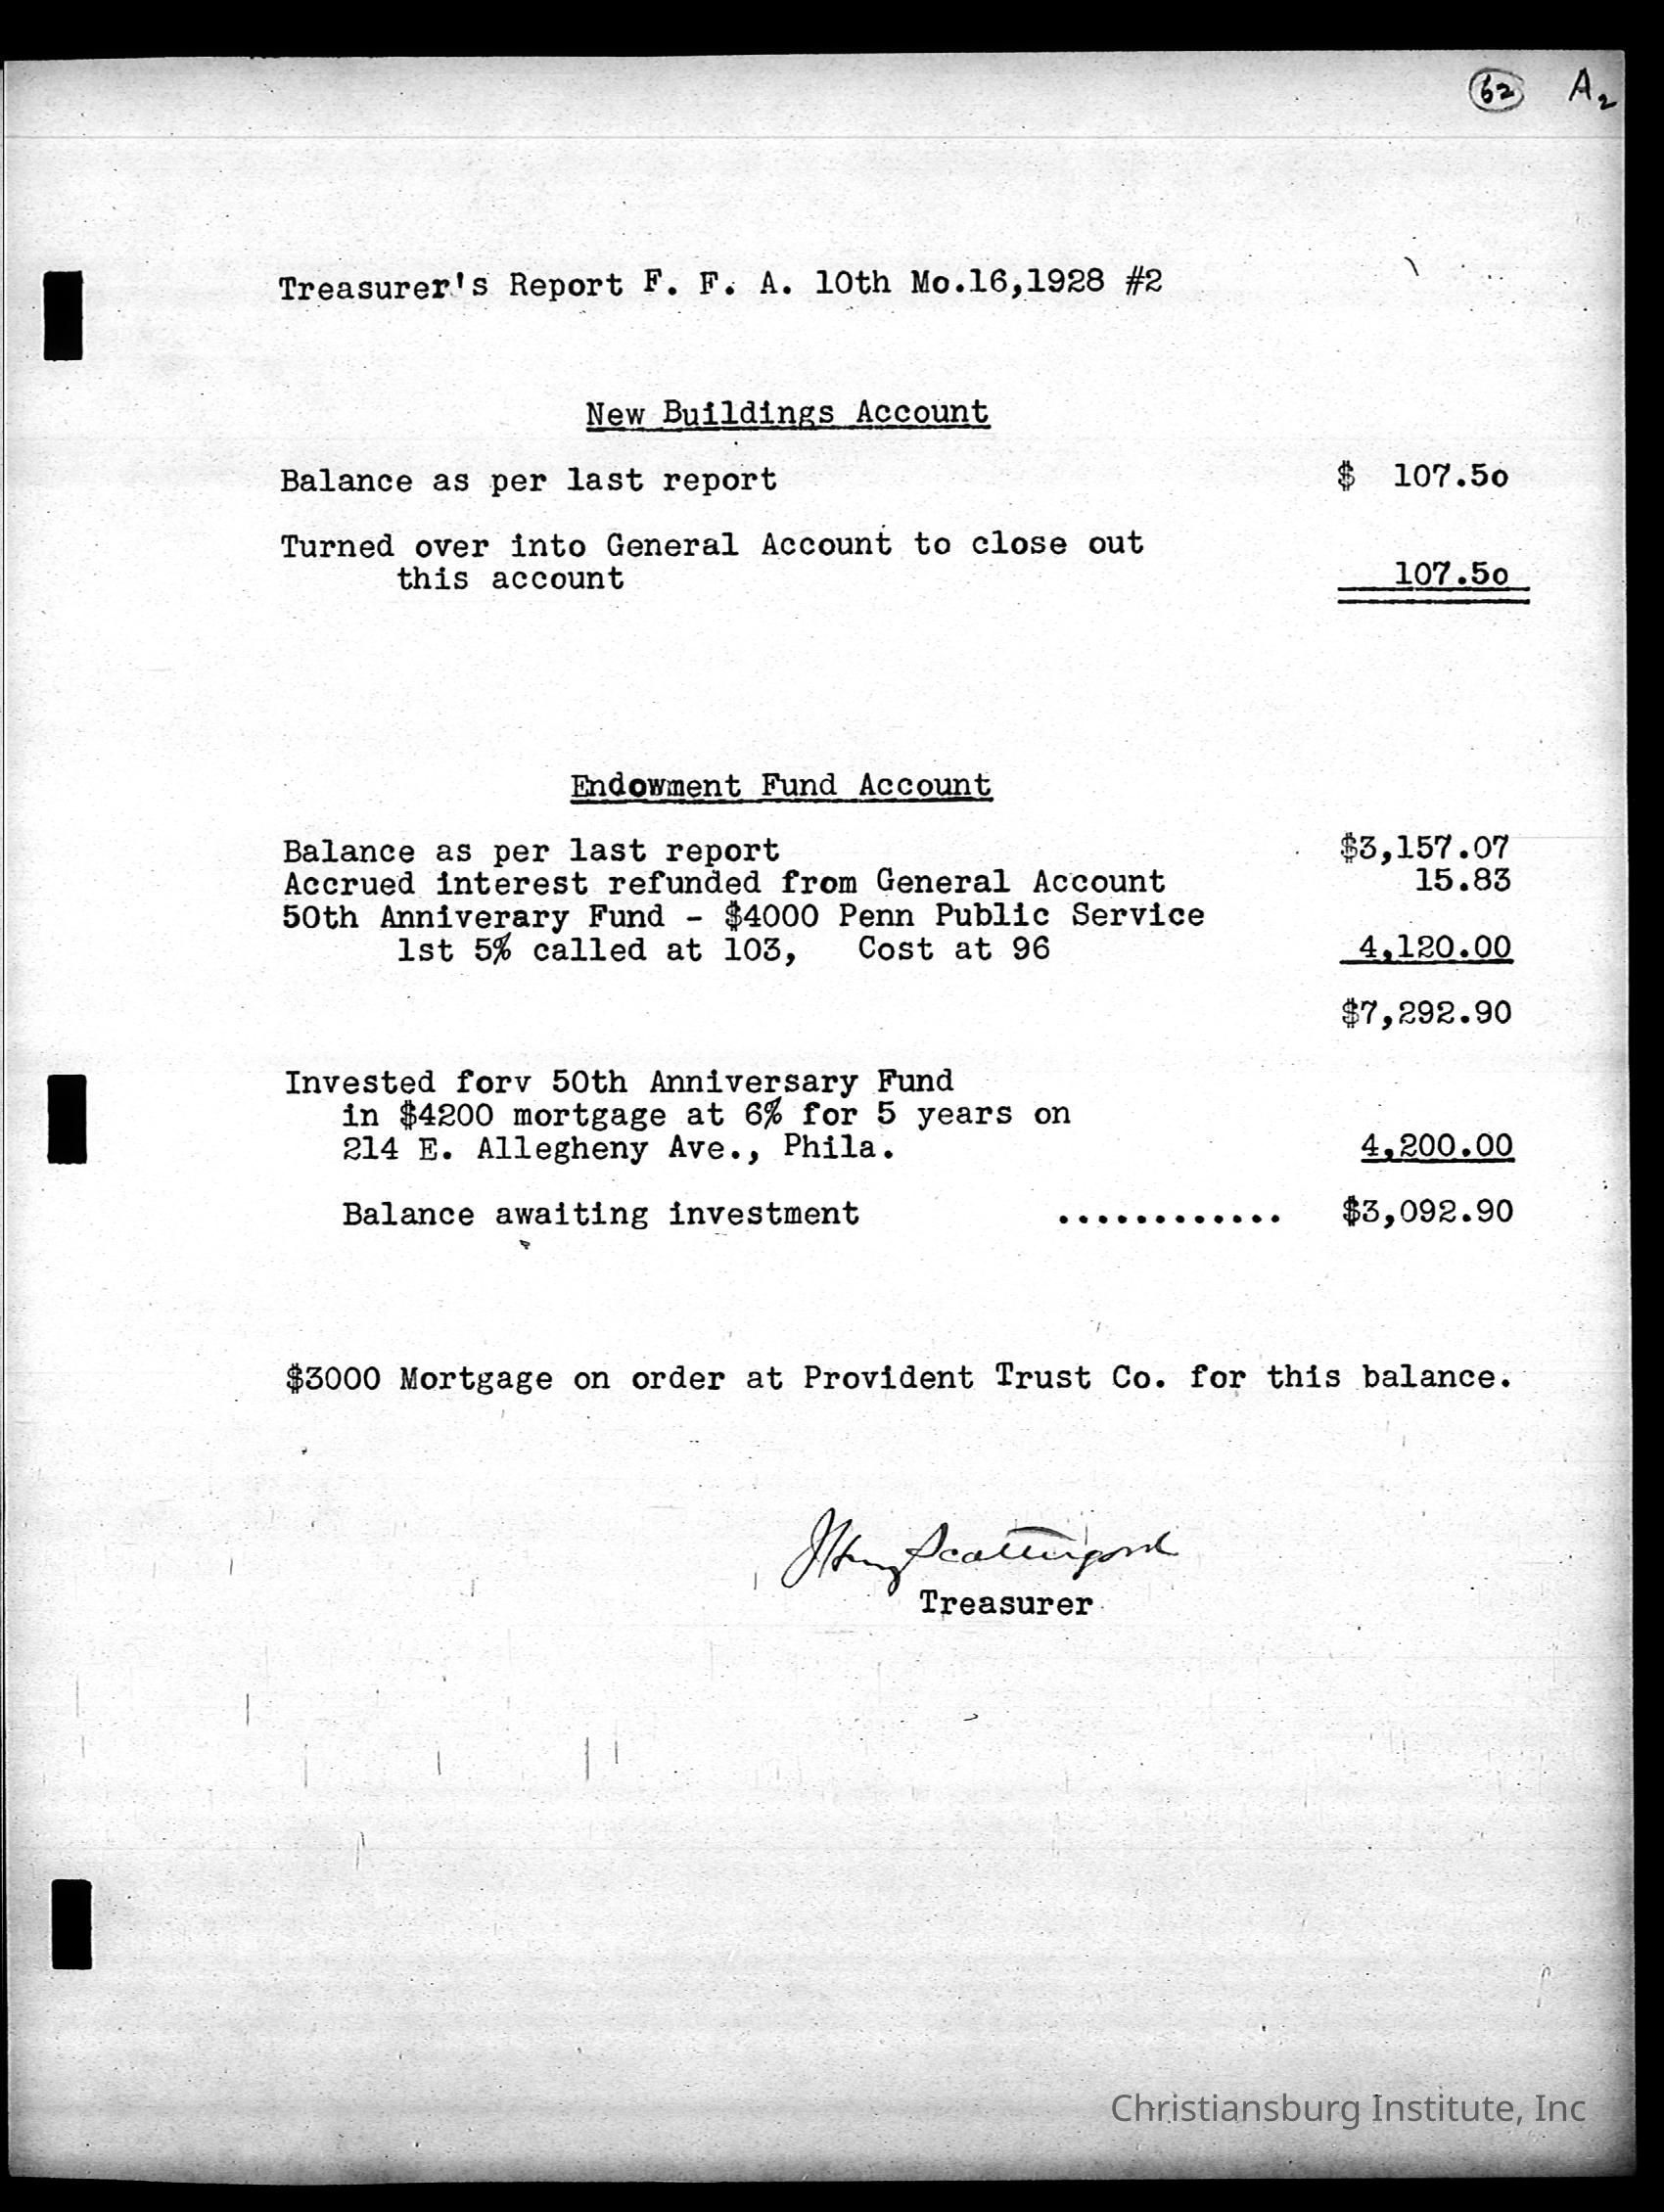 62 A2
Treasurer's Report F. F. A. 10th Mo.16,1928 #2
New Buildings Account
Balance as per last report $ 107.50
Turned over into General Account to close out
this account 107.50
Endowment Fund Account
Balance as per last report $3,157.07
Accrued interest refunded from General Account 15.83
50th Anniverary Fund - $4000 Penn Public Service
1st 5% called at 103, Cost at 96 4,120.00
$7,292.90
Invested forv 50th Anniversary Fund
in $4200 mortgage at 6% for 5 years on
214 E. Allegheny Ave., Phila. 4,200.00
Balance awaiting investment ............ $3,092.90
$3000 Mortgage on order at Provident Trust Co. for this balance.
J Henry Scattergood
Treasurer
Christiansburg Institute, Inc